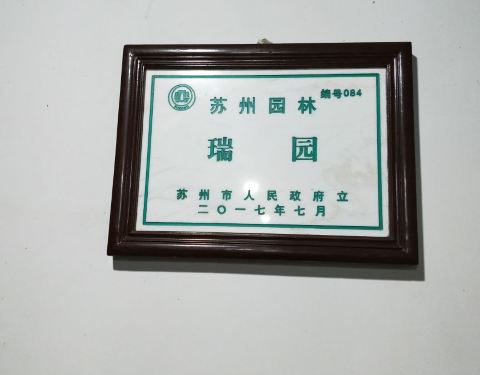 编号084
苏州园林
瑞园
苏州市人民政府立
二〇一七年七月